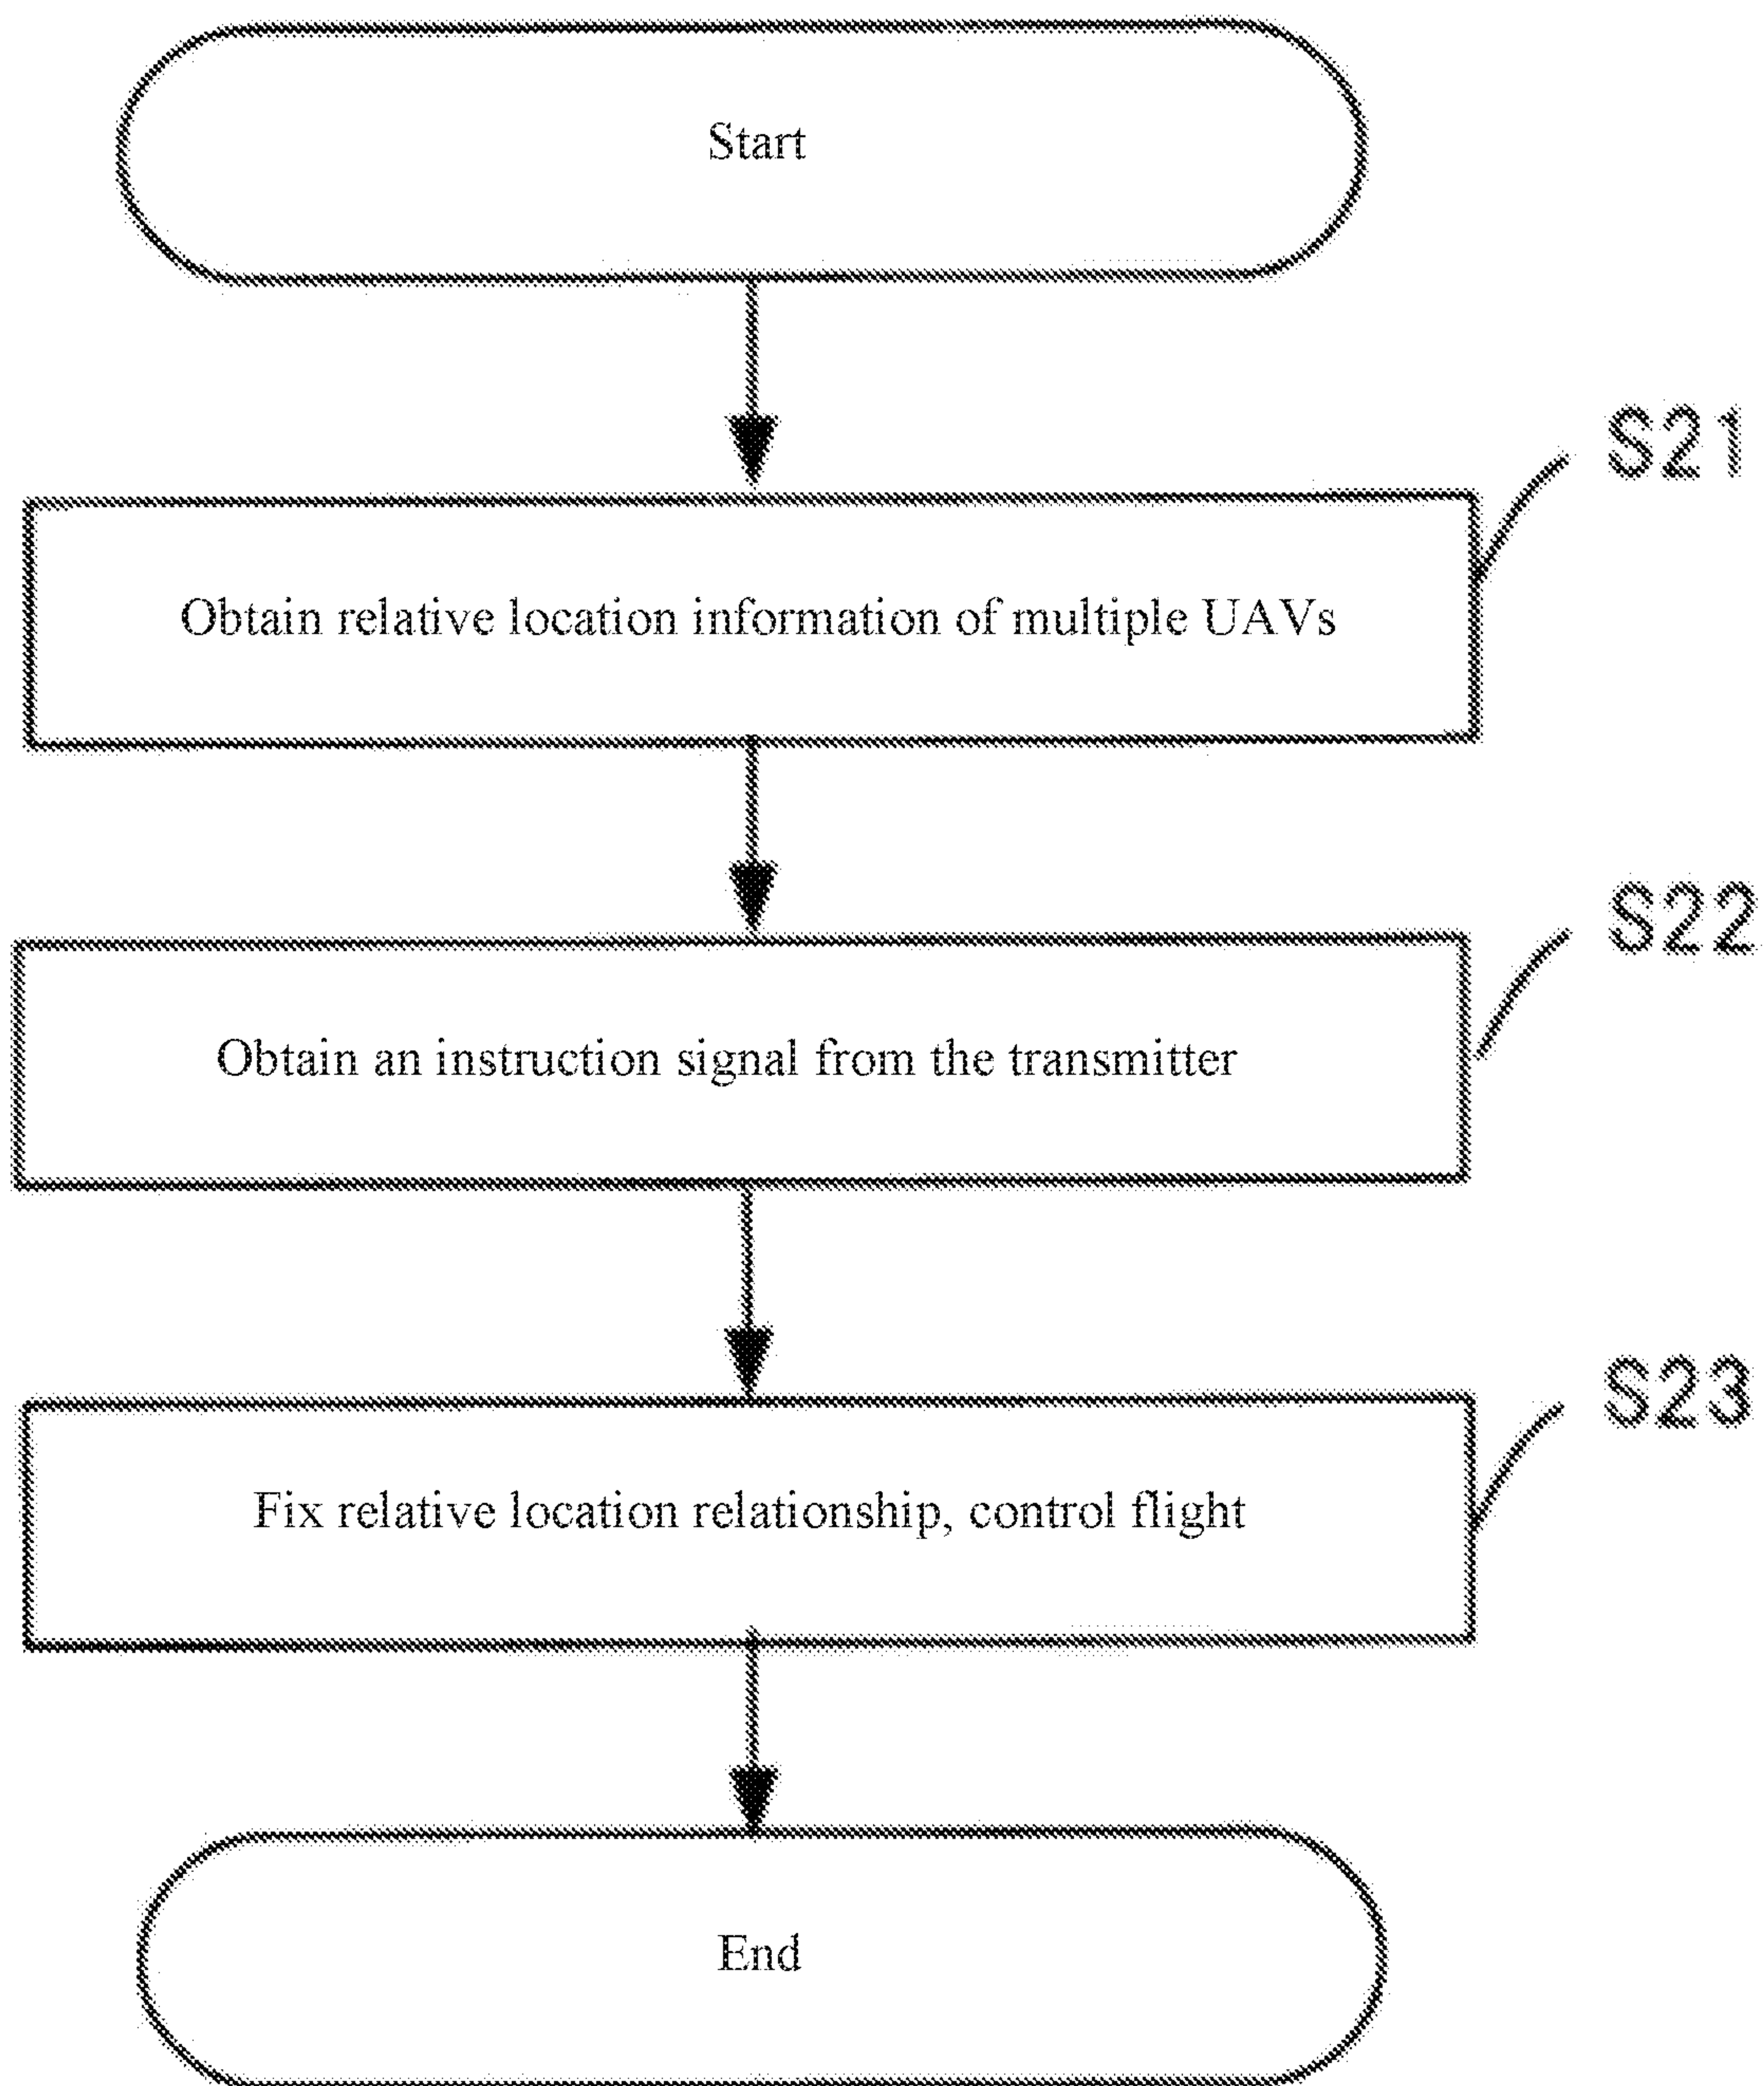 Start
S21
Obtain relative location information of multiple UAVs
S22
Obtain an instruction signal from the transmitter
S23
Fix relative location relationship, control flight
End